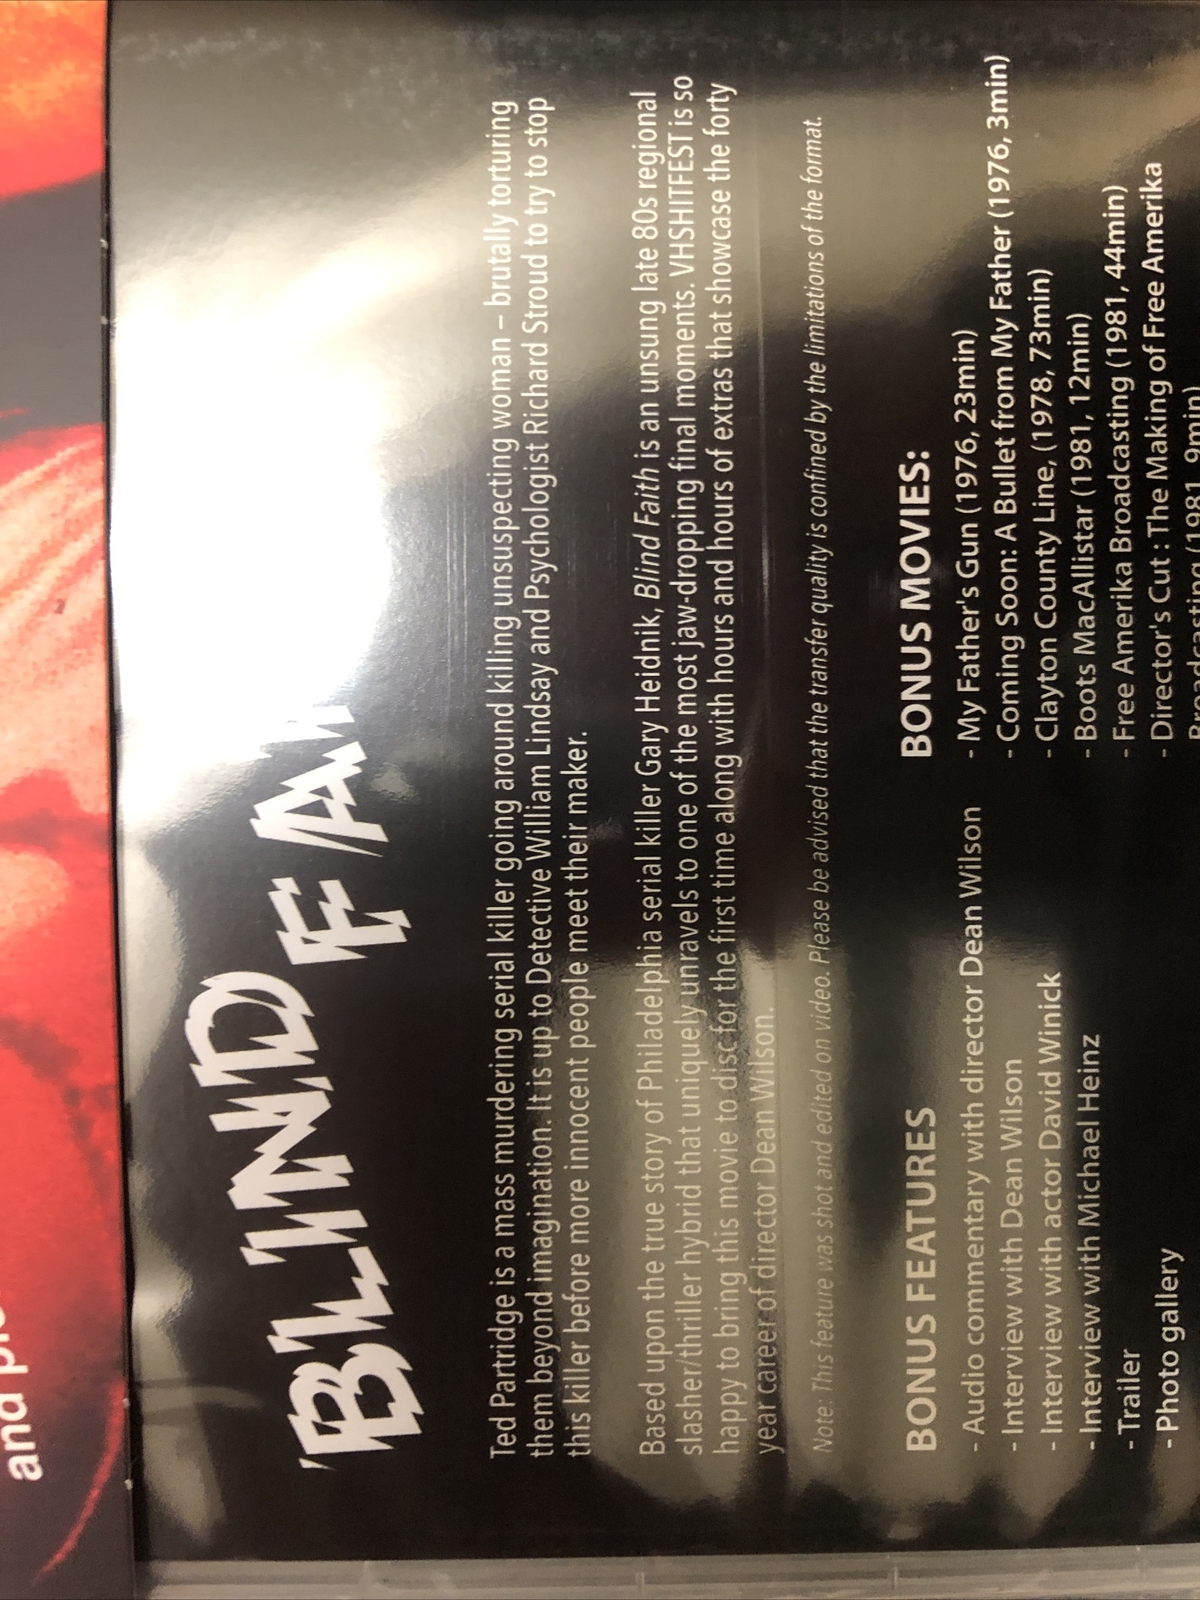 and
BLIND FA
Ted Partridge is a mass murdering serial killer going around killing unsuspecting woman – brutally torturing
them beyond imagination. It is up to Detective William Lindsay and Psychologist Richard Stroud to try to stop
this killer before more innocent people meet their maker.
Based upon the true story of Philadelphia serial killer Gary Heidnik, Blind Faith is an unsung late 80s regional
slasher/thriller hybrid that uniquely unravels to one of the most jaw-dropping final moments. VHSHITFEST is so
happy to bring this movie to disc for the first time along with hours and hours of extras that showcase the forty
year career of director Dean Wilson.
Note: This feature was shot and edited on video. Please be advised that the transfer quality is confined by the limitations of the format.
BONUS FEATURES
- Audio commentary with director Dean Wilson
- Interview with Dean Wilson
- Interview with actor David Winick
- Interview with Michael Heinz
- Trailer
- Photo gallery
BONUS MOVIES:
- My Father's Gun (1976, 23min)
- Coming Soon: A Bullet from My Father (1976, 3min)
- Clayton County Line, (1978, 73min)
- Boots MacAllistar (1981, 12min)
- Free Amerika Broadcasting (1981, 44min)
- Director's Cut : The Making of Free Amerika
Broadcasting (1981, 9min)